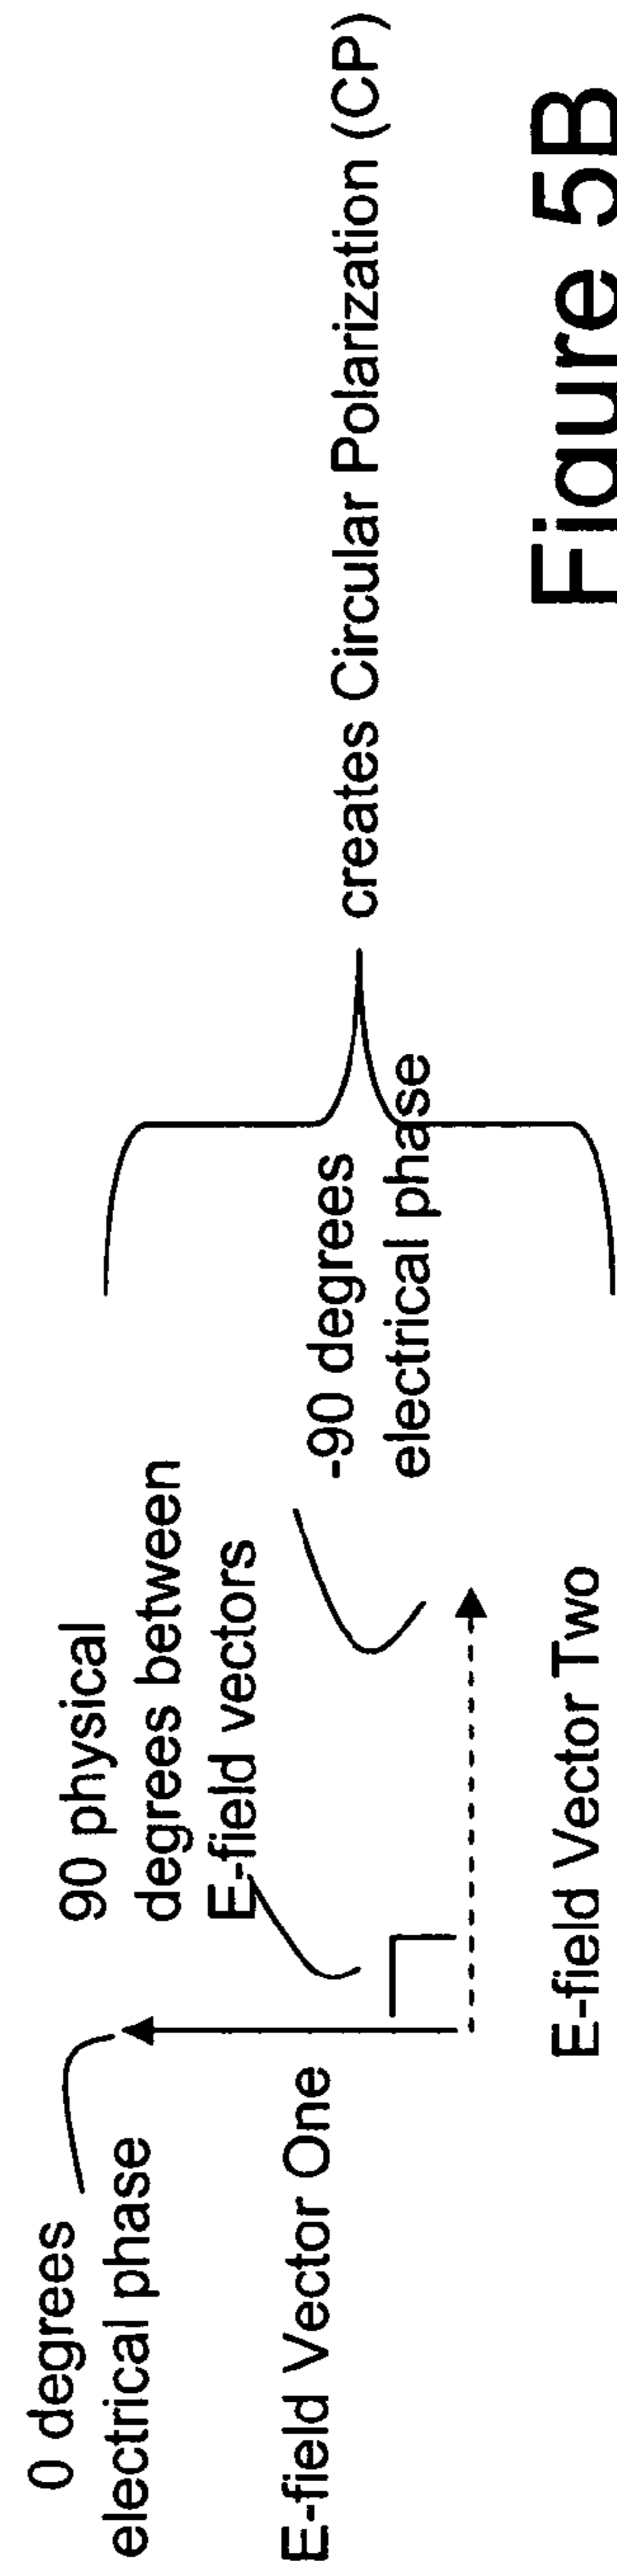 0 degrees
electrical phase
E-field Vector One
90 physical
degrees between
E-field vectors
-90 degrees
electrical phase
E-field Vector Two
creates Circular Polarization (CP)
Figure 5B